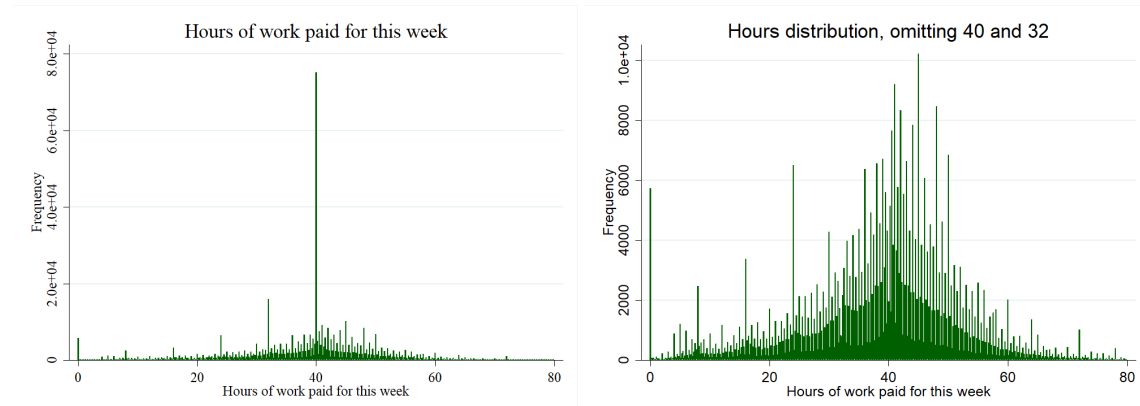 Hours of work paid for this week
8.0e+04
6.0e+04
Frequency
4.0e+04
2.0e+04
0
0 20 40 60 80
Hours of work paid for this week
Hours distribution, omitting 40 and 32
1.0e+04
8000
6000
Frequency
4000
2000
0
0 20 40 60 80
Hours of work paid for this week